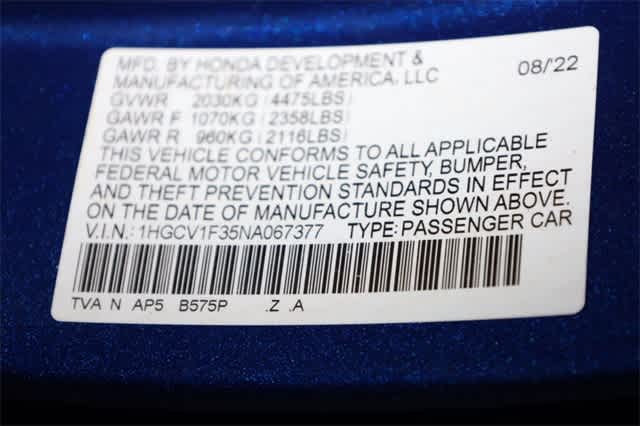 MFD. BY HONDA DEVELOPMENT &
MANUFACTURING OF AMERICA, LLC 08/'22
GVWR 2030KG (4475LBS)
GAWR F 1070KG (2358LBS)
GAWR R 960KG (2116LBS)
THIS VEHICLE CONFORMS TO ALL APPLICABLE
FEDERAL MOTOR VEHICLE SAFETY, BUMPER,
AND THEFT PREVENTION STANDARDS IN EFFECT
ON THE DATE OF MANUFACTURE SHOWN ABOVE.
V.I.N.: 1HGCV1F35NA067377 TYPE: PASSENGER CAR
TVA N AP5 B575P .Z .A